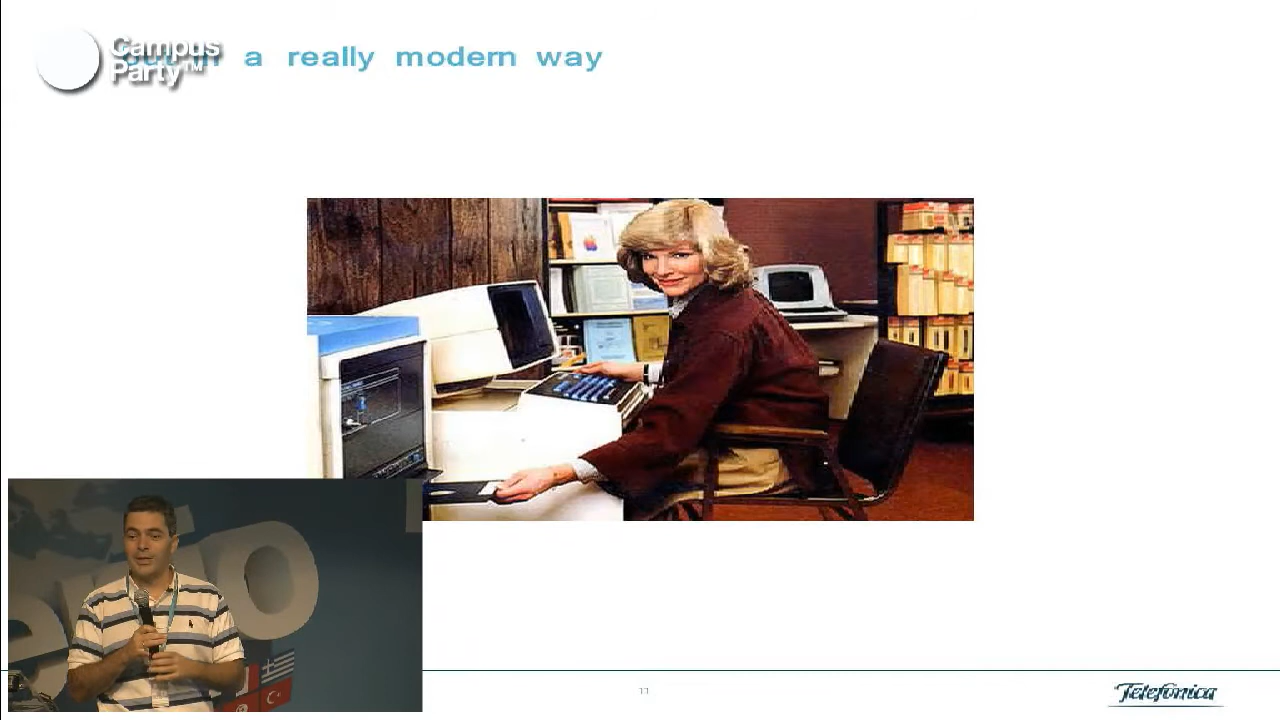 Campus
Party™
a really modern way
11
Telefónica